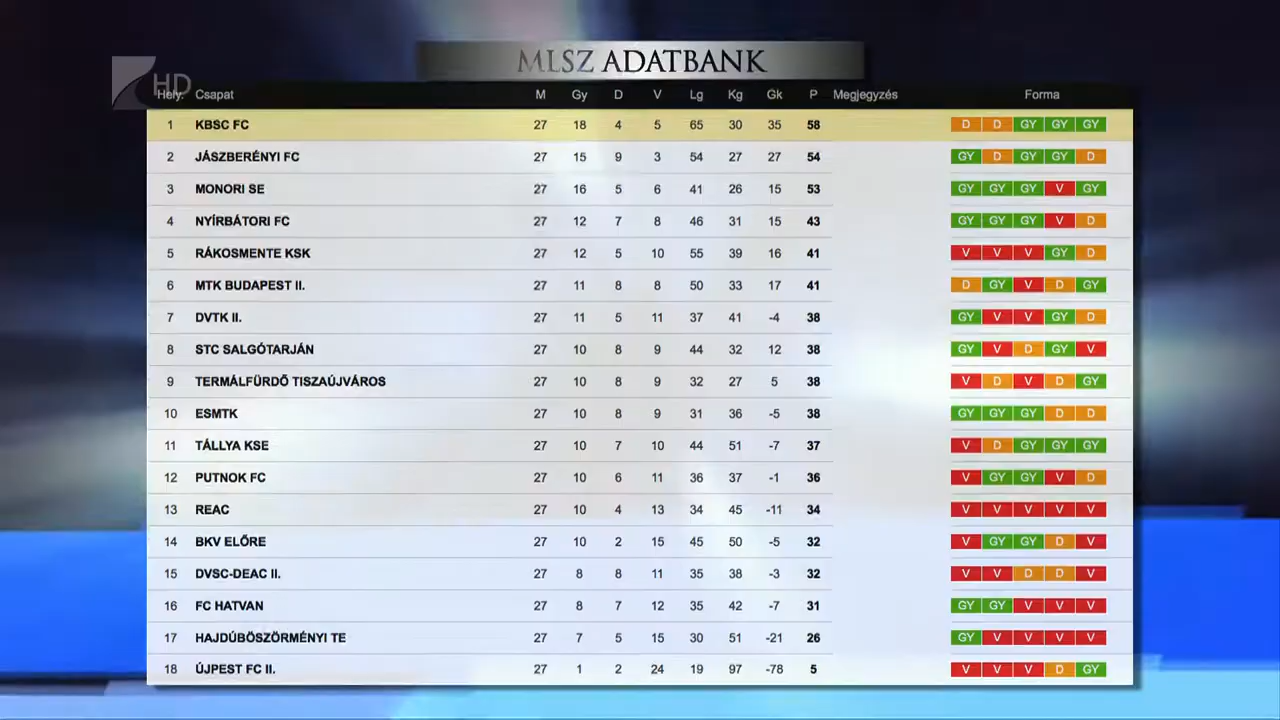 MLSZ ADATBANK
HD
Hely. Csapat M Gy D V Lg Kg Gk P Megjegyzés Forma
1 KBSC FC 27 18 4 5 65 30 35 58 D D GY GY GY
2 JÁSZBERÉNYI FC 27 15 9 3 54 27 27 54 GY D GY GY D
3 MONORI SE 27 16 5 6 41 26 15 53 GY GY GY V GY
4 NYÍRBÁTORI FC 27 12 7 8 46 31 15 43 GY GY GY V D
5 RÁKOSMENTE KSK 27 12 5 10 55 39 16 41 V V V GY D
6 MTK BUDAPEST II. 27 11 8 8 50 33 17 41 D GY V D GY
7 DVTK II. 27 11 5 11 37 41 -4 38 GY V V GY D
8 STC SALGÓTARJÁN 27 10 8 9 44 32 12 38 GY V D GY V
9 TERMÁLFÜRDŐ TISZAÚJVÁROS 27 10 8 9 32 27 5 38 V D V D GY
10 ESMTK 27 10 8 9 31 36 -5 38 GY GY GY D D
11 TÁLLYA KSE 27 10 7 10 44 51 -7 37 V D GY GY GY
12 PUTNOK FC 27 10 6 11 36 37 -1 36 V GY GY V D
13 REAC 27 10 4 13 34 45 -11 34 V V V V V
14 BKV ELŐRE 27 10 2 15 45 50 -5 32 V GY GY D V
15 DVSC-DEAC II. 27 8 8 11 35 38 -3 32 V V D D V
16 FC HATVAN 27 8 7 12 35 42 -7 31 GY GY V V V
17 HAJDÚBÖSZÖRMÉNYI TE 27 7 5 15 30 51 -21 26 GY V V V V
18 ÚJPEST FC II. 27 1 2 24 19 97 -78 5 V V V D GY